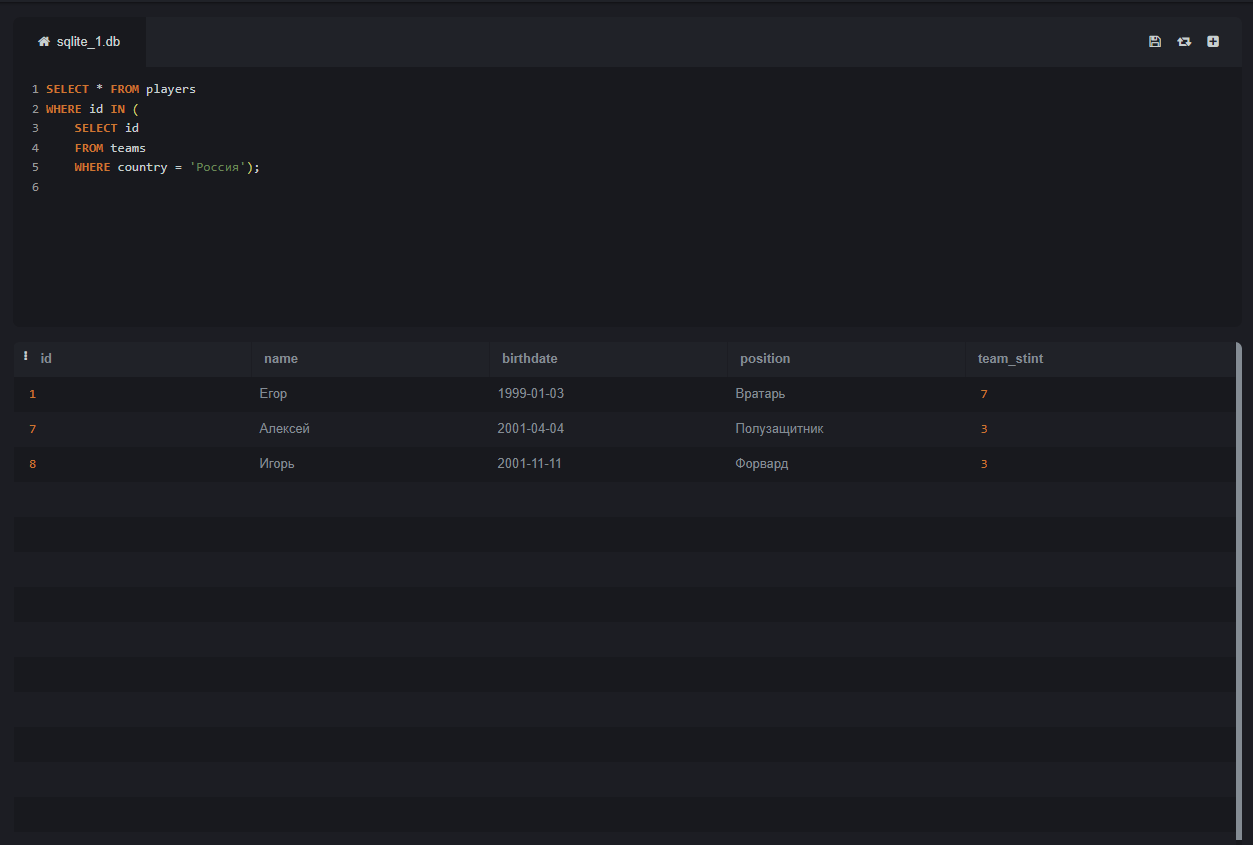 sqlite_1.db
1 SELECT * FROM players
2 WHERE id IN (
3     SELECT id
4     FROM teams
5     WHERE country = 'Россия');
6
id name birthdate position team_stint
1 Егор 1999-01-03 Вратарь 7
7 Алексей 2001-04-04 Полузащитник 3
8 Игорь 2001-11-11 Форвард 3